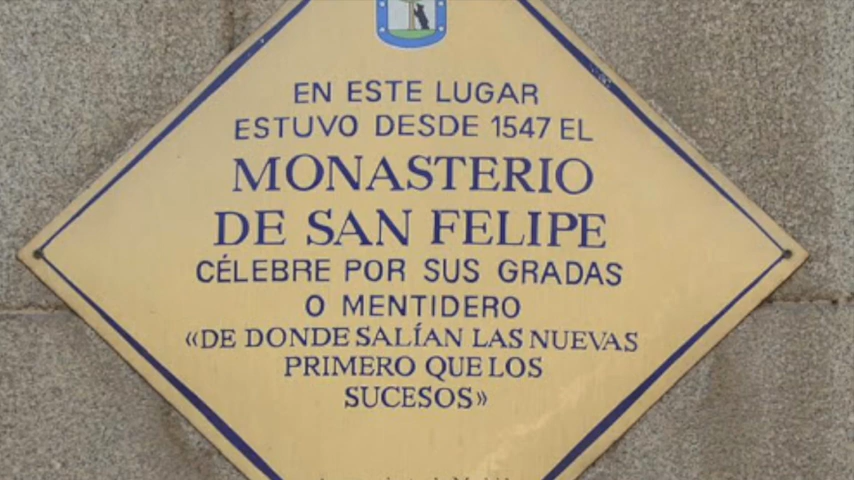 EN ESTE LUGAR
ESTUVO DESDE 1547 EL
MONASTERIO
DE SAN FELIPE
CÉLEBRE POR SUS GRADAS
O MENTIDERO
«DE DONDE SALÍAN LAS NUEVAS
PRIMERO QUE LOS
SUCESOS»